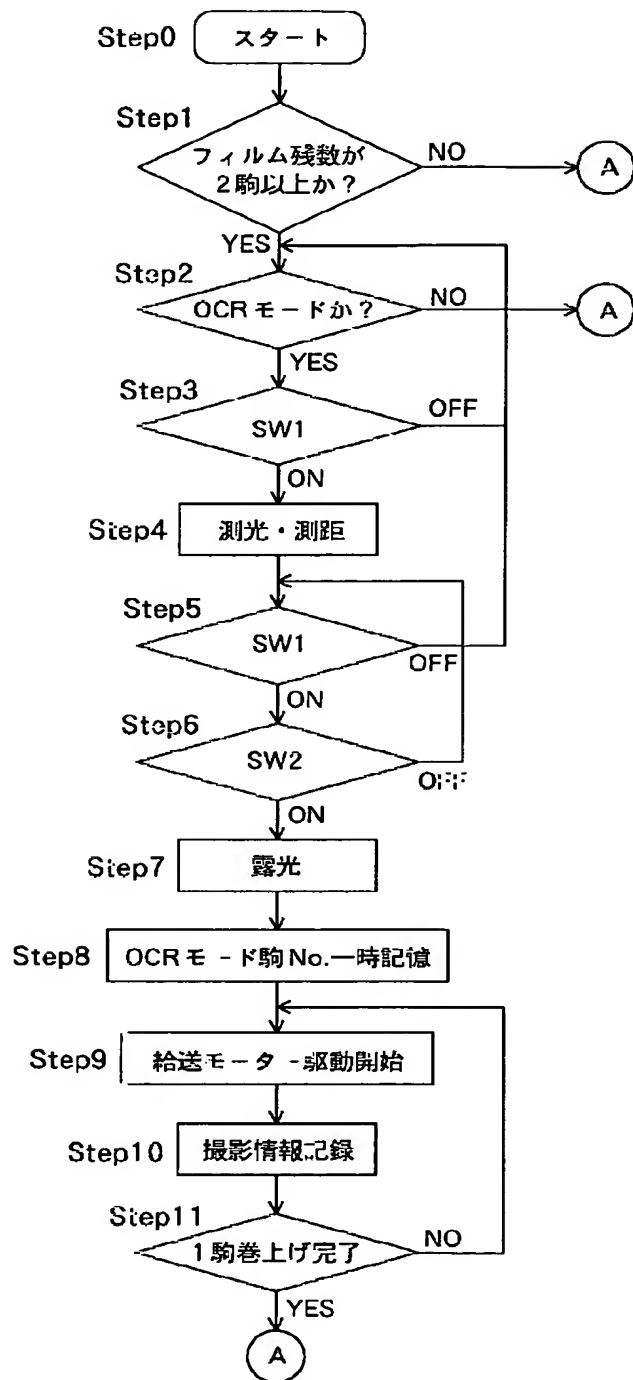 Step0 スタート
Step1
フィルム残数が
2駒以上か？
NO
A
YES
Step2
OCRモードか？
NO
A
YES
Step3
SW1
OFF
ON
Step4 測光・測距
Step5
SW1
OFF
ON
Step6
SW2
OFF
ON
Step7 露光
Step8 OCRモード駒No.一時記憶
Step9 給送モーター駆動開始
Step10 撮影情報記録
Step11
1駒巻上げ完了
NO
YES
A